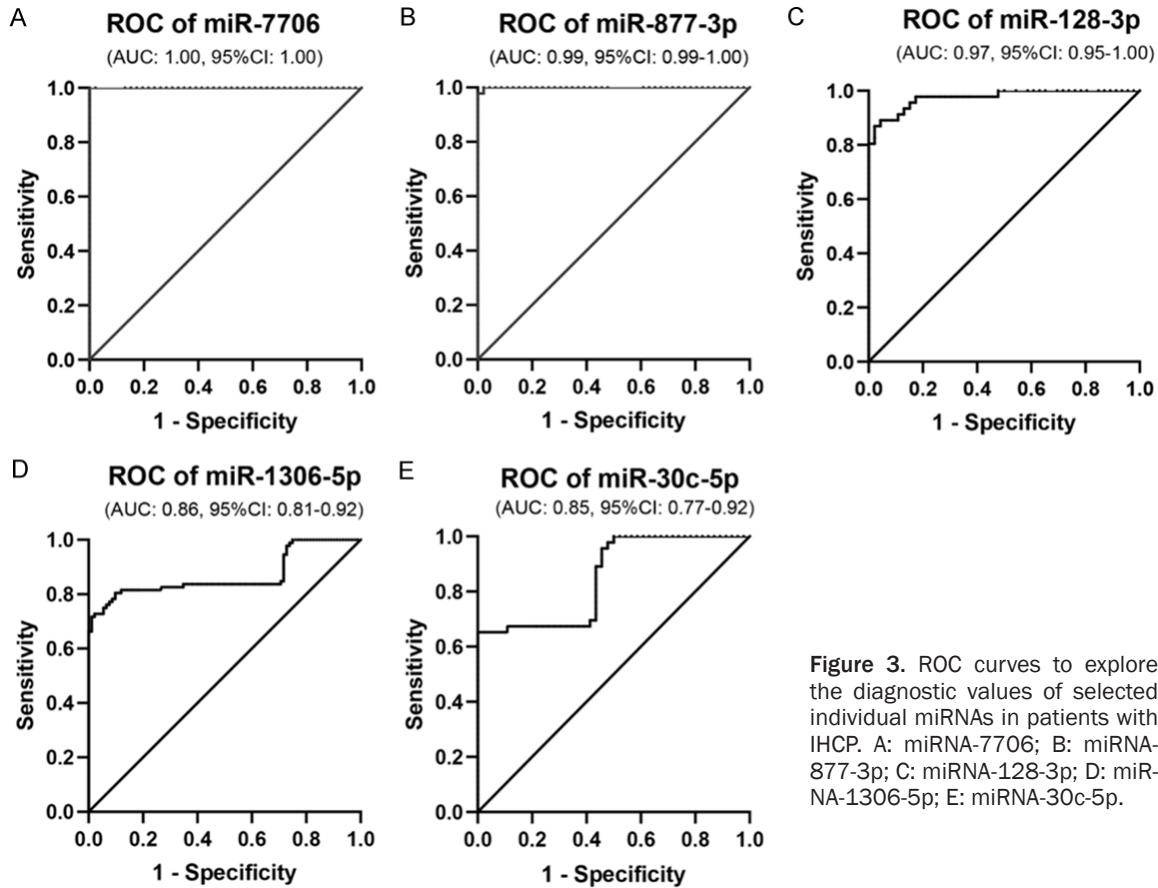 A
ROC of miR-7706
(AUC: 1.00, 95%CI: 1.00)
Sensitivity
1.0
0.8
0.6
0.4
0.2
0.0
0.0 0.2 0.4 0.6 0.8 1.0
1 - Specificity
B
ROC of miR-877-3p
(AUC: 0.99, 95%CI: 0.99-1.00)
Sensitivity
1.0
0.8
0.6
0.4
0.2
0.0
0.0 0.2 0.4 0.6 0.8 1.0
1 - Specificity
C
ROC of miR-128-3p
(AUC: 0.97, 95%CI: 0.95-1.00)
Sensitivity
1.0
0.8
0.6
0.4
0.2
0.0
0.0 0.2 0.4 0.6 0.8 1.0
1 - Specificity
D
ROC of miR-1306-5p
(AUC: 0.86, 95%CI: 0.81-0.92)
Sensitivity
1.0
0.8
0.6
0.4
0.2
0.0
0.0 0.2 0.4 0.6 0.8 1.0
1 - Specificity
E
ROC of miR-30c-5p
(AUC: 0.85, 95%CI: 0.77-0.92)
Sensitivity
1.0
0.8
0.6
0.4
0.2
0.0
0.0 0.2 0.4 0.6 0.8 1.0
1 - Specificity
Figure 3. ROC curves to explore
the diagnostic values of selected
individual miRNAs in patients with
IHCP. A: miRNA-7706; B: miRNA-
877-3p; C: miRNA-128-3p; D: miR-
NA-1306-5p; E: miRNA-30c-5p.